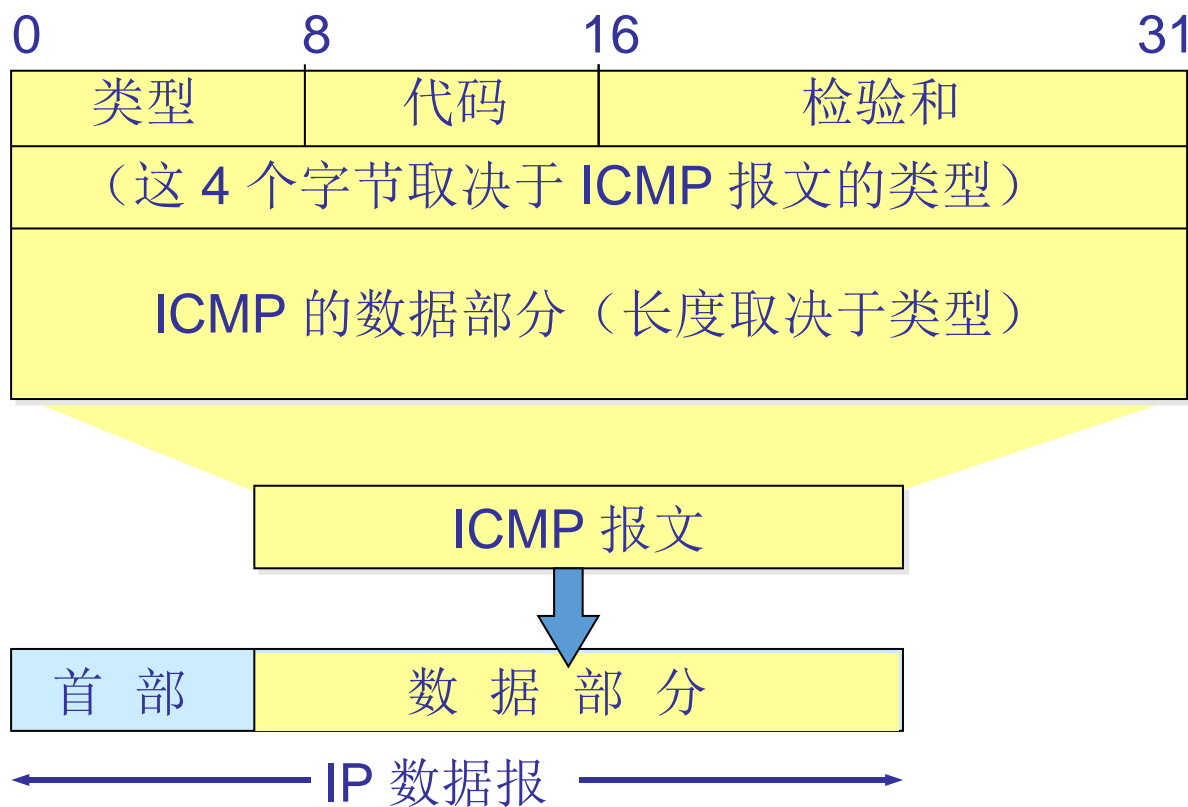 0 8 16 31
类型 代码 检验和
（这 4 个字节取决于 ICMP 报文的类型）
ICMP 的数据部分（长度取决于类型）
ICMP 报文
首 部 数 据 部 分
IP 数据报